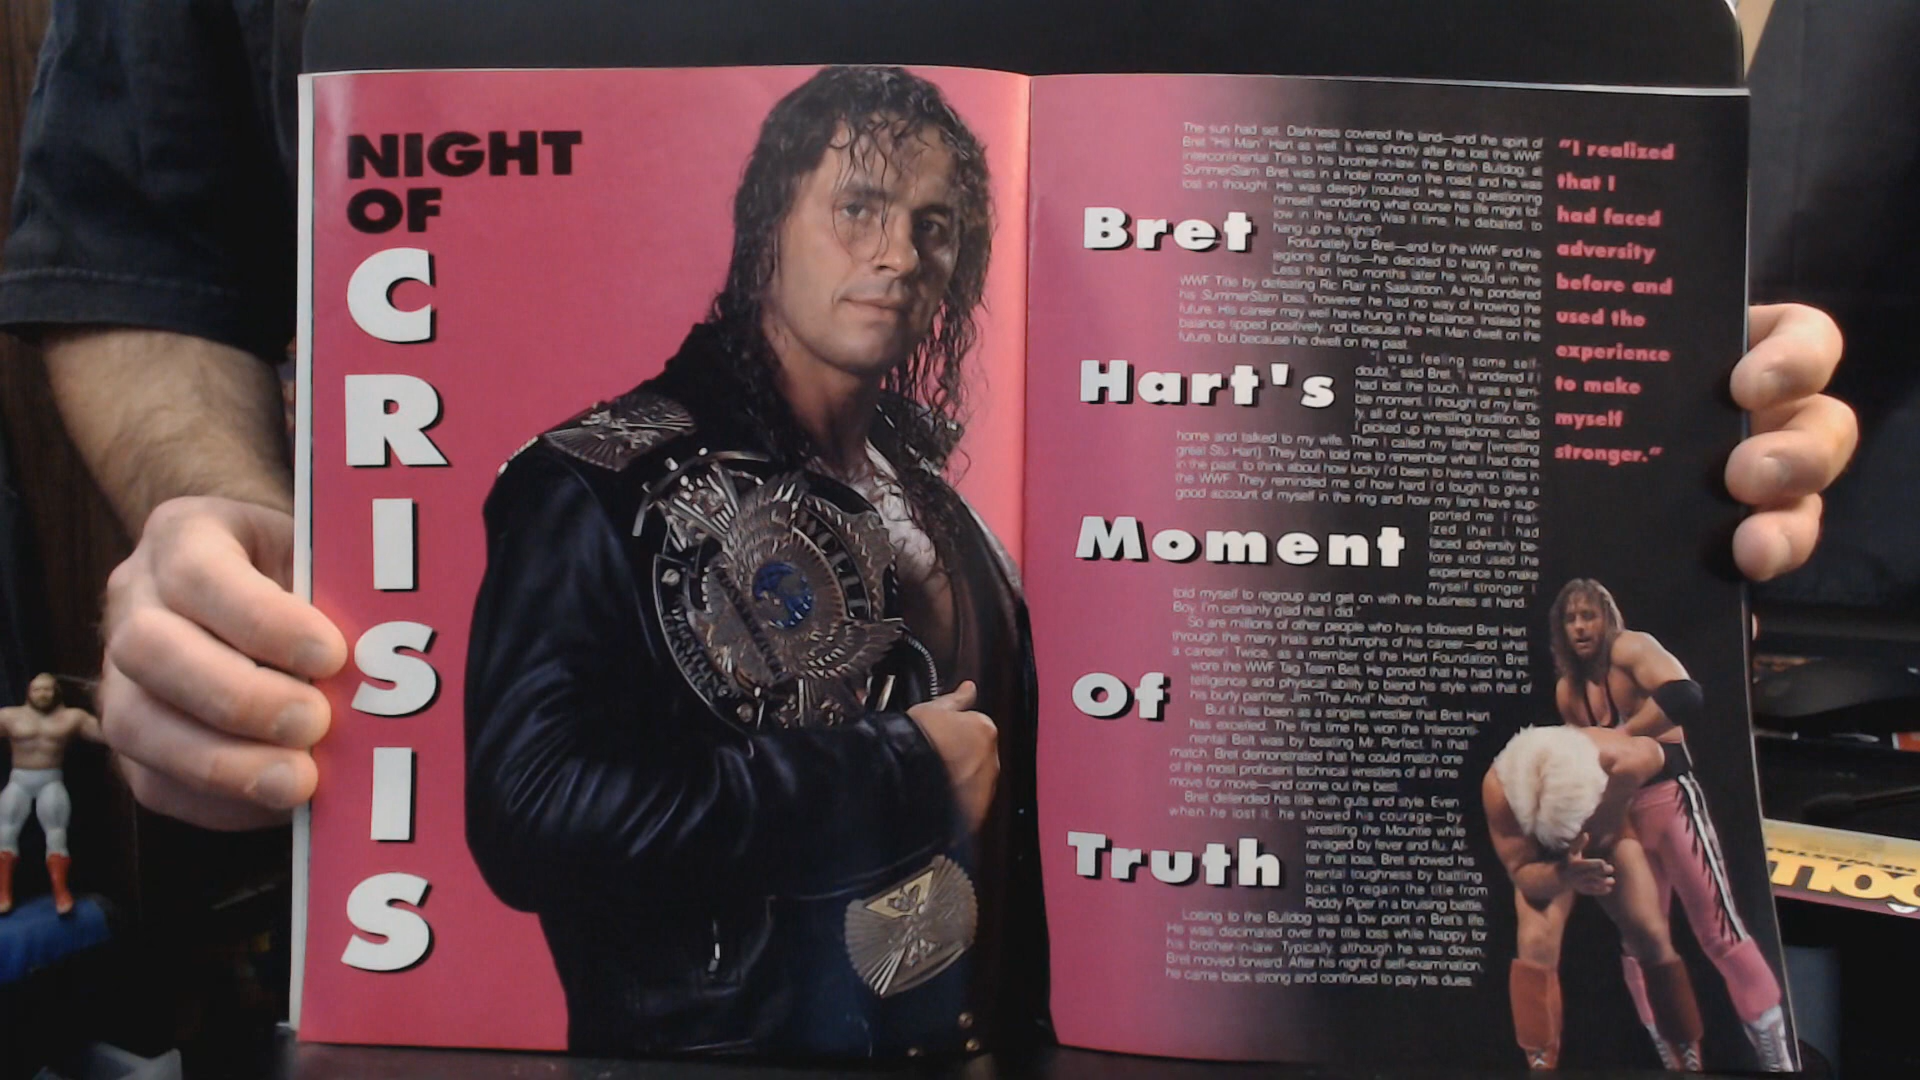 NIGHT
OF
CRISIS
Bret
Hart's
Moment
Of
Truth
The sun had set. Darkness covered the land—and the spirit of
Bret "Hit Man" Hart as well. It was shortly after he lost the WWF
Intercontinental Title to his brother-in-law, the British Bulldog, at
SummerSlam. Bret was in a hotel room on the road, and he was
lost in thought. He was deeply troubled. He was questioning
himself, wondering what course his life might fol-
low in the future. Was it time, he debated, to
hang up the tights?
Fortunately for Bret—and for the WWF and his
legions of fans—he decided to hang in there.
Less than two months later he would win the
WWF Title by defeating Ric Flair in Saskatoon. As he pondered
his SummerSlam loss, however, he had no way of knowing the
future. His career may well have hung in the balance. Instead the
balance tipped positively, not because the Hit Man dwelt on the
future, but because he dwelt on the past.
"I was feeling some self-
doubt," said Bret. "I wondered if I
had lost the touch. It was a terri-
ble moment. I thought of my fami-
ly, all of our wrestling tradition. So
I picked up the telephone, called
home and talked to my wife. Then I called my father [wrestling
great Stu Hart]. They both told me to remember what I had done
in the past, to think about how lucky I'd been to have won titles in
the WWF. They reminded me of how hard I'd fought to give a
good account of myself in the ring and how my fans have sup-
ported me. I real-
ized that I had
faced adversity be-
fore and used the
experience to make
myself stronger. I
told myself to regroup and get on with the business at hand.
Boy, I'm certainly glad that I did."
So are millions of other people who have followed Bret Hart
through the many trials and triumphs of his career—and what
a career! Twice, as a member of the Hart Foundation, Bret
wore the WWF Tag Team Belt. He proved that he had the in-
telligence and physical ability to blend his style with that of
his burly partner, Jim "The Anvil" Neidhart.
But it has been as a singles wrestler that Bret Hart
has excelled. The first time he won the Interconti-
nental Belt was by beating Mr. Perfect. In that
match, Bret demonstrated that he could match one
of the most proficient technical wrestlers of all time
move for move—and come out the best.
Bret defended his title with guts and style. Even
when he lost it, he showed his courage—by
wrestling the Mountie while
ravaged by fever and flu. Af-
ter that loss, Bret showed his
mental toughness by battling
back to regain the title from
Roddy Piper in a bruising battle.
Losing to the Bulldog was a low point in Bret's life.
He was decimated over the title loss while happy for
his brother-in-law. Typically, although he was down,
Bret moved forward. After his night of self-examination,
he came back strong and continued to pay his dues.
"I realized
that I
had faced
adversity
before and
used the
experience
to make
myself
stronger."